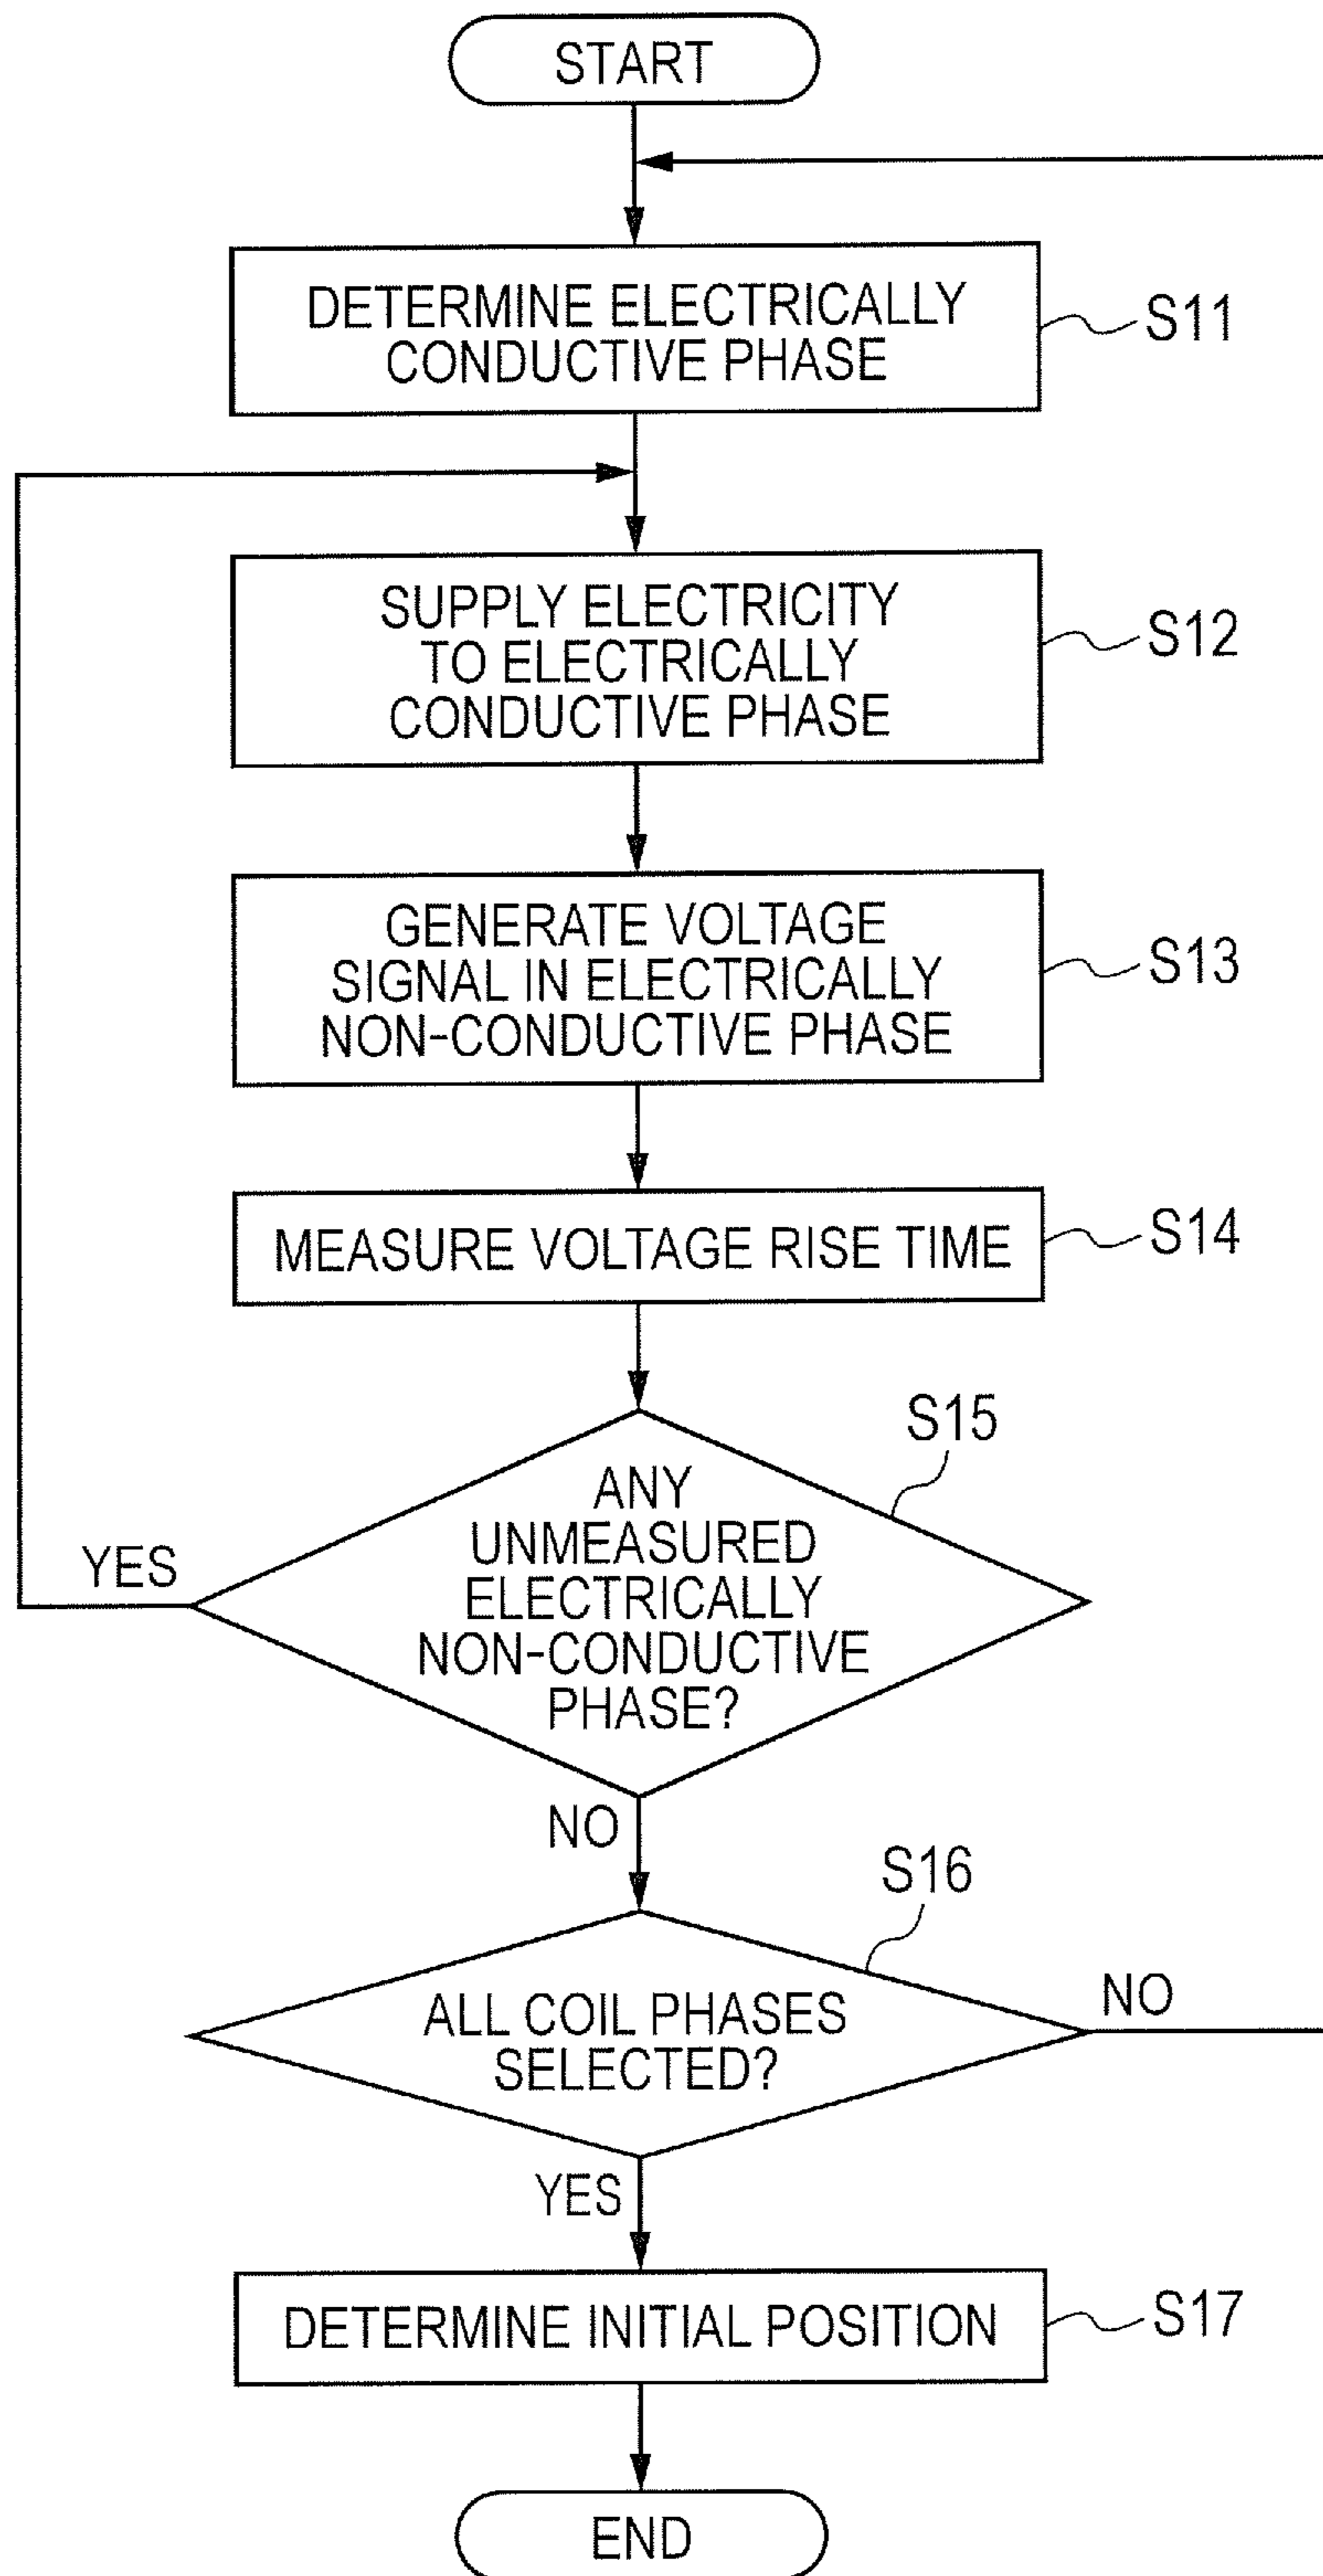 START
DETERMINE ELECTRICALLY
CONDUCTIVE PHASE
S11
SUPPLY ELECTRICITY
TO ELECTRICALLY
CONDUCTIVE PHASE
S12
GENERATE VOLTAGE
SIGNAL IN ELECTRICALLY
NON-CONDUCTIVE PHASE
S13
MEASURE VOLTAGE RISE TIME
S14
S15
ANY
UNMEASURED
ELECTRICALLY
NON-CONDUCTIVE
PHASE?
YES
NO
S16
ALL COIL PHASES
SELECTED?
NO
YES
DETERMINE INITIAL POSITION
S17
END